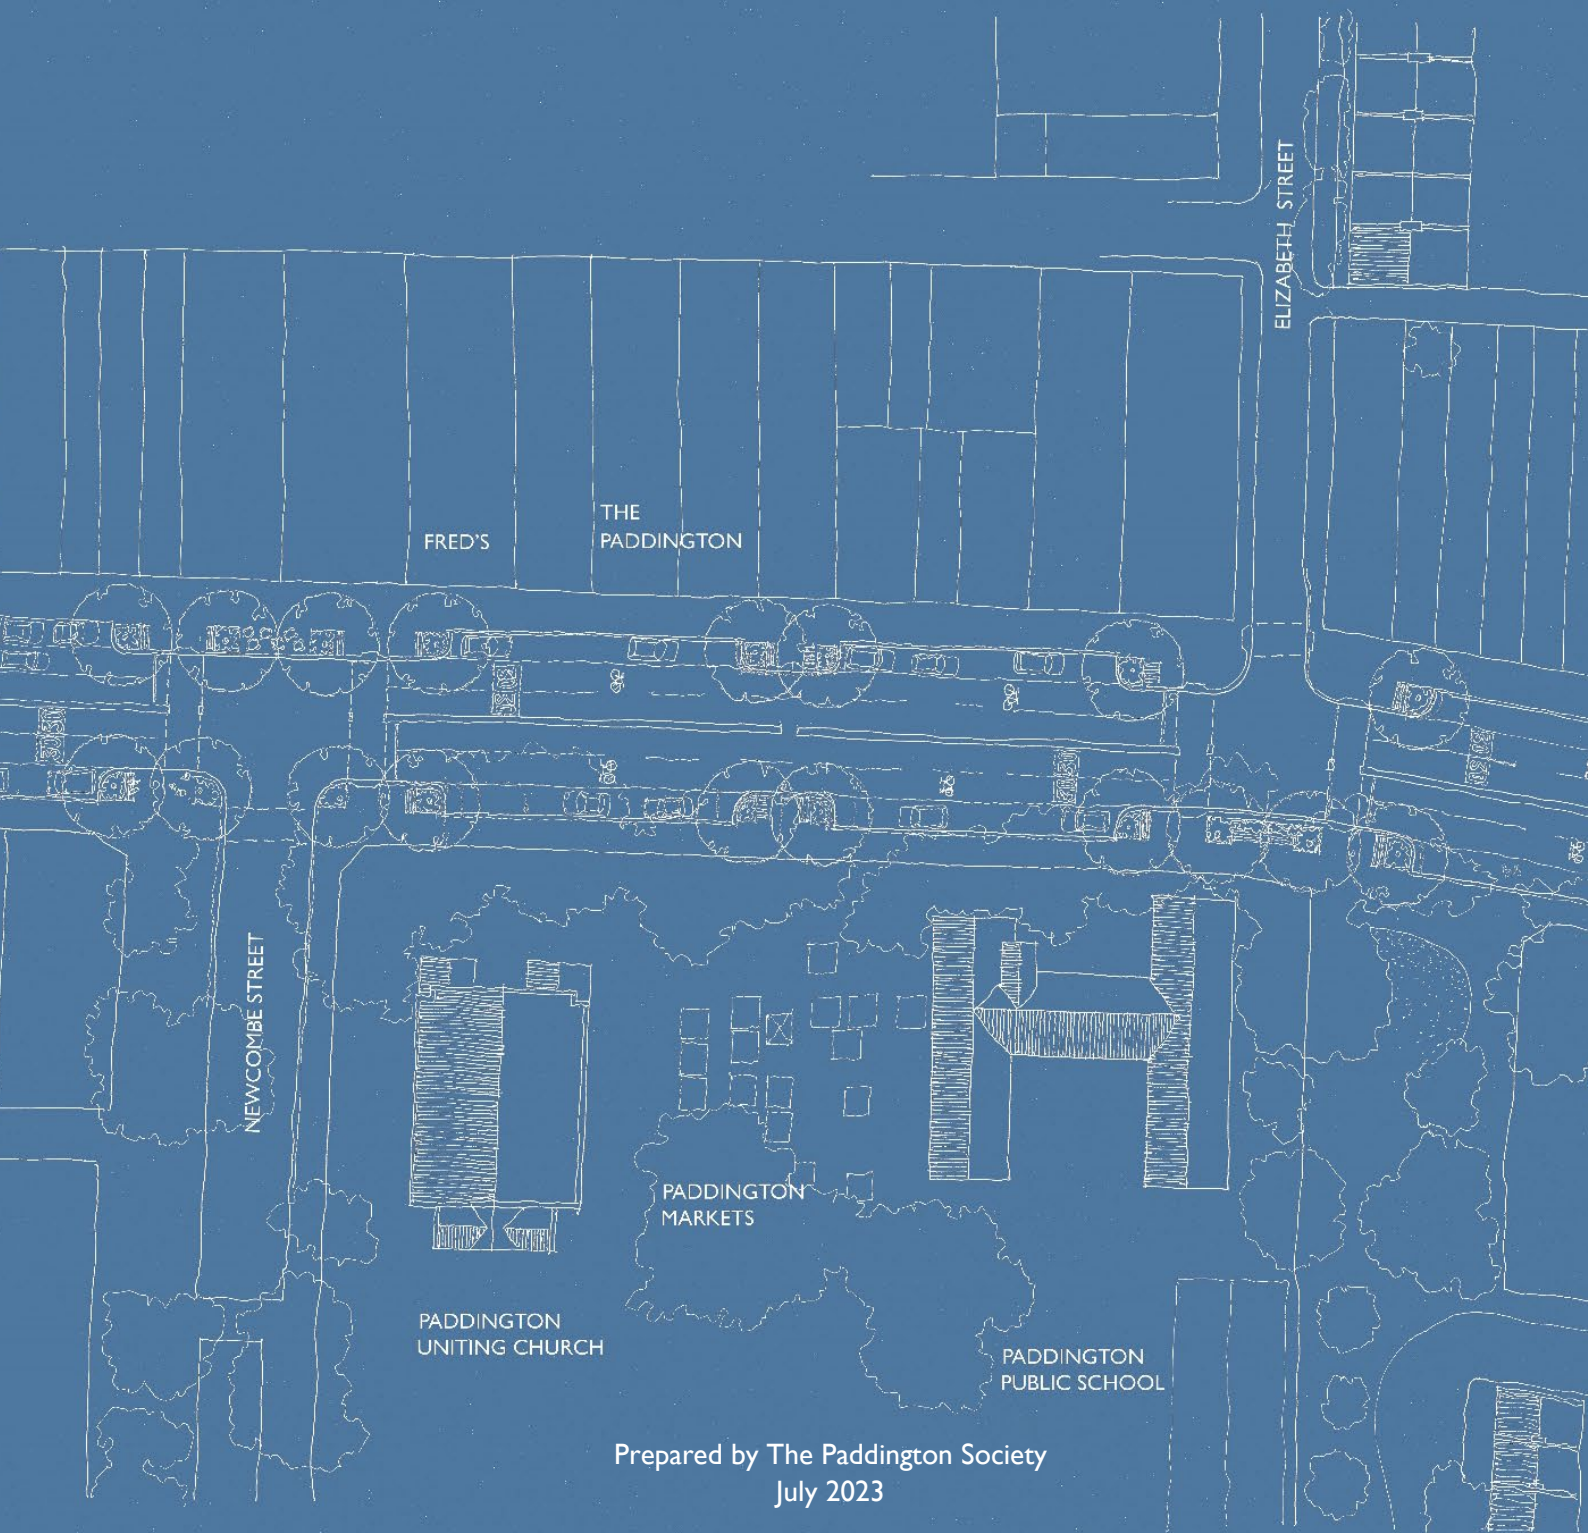 ELIZABETH STREET
THE
PADDINGTON
FRED'S
NEWCOMBE STREET
PADDINGTON
MARKETS
PADDINGTON
UNITING CHURCH
PADDINGTON
PUBLIC SCHOOL
Prepared by The Paddington Society
July 2023